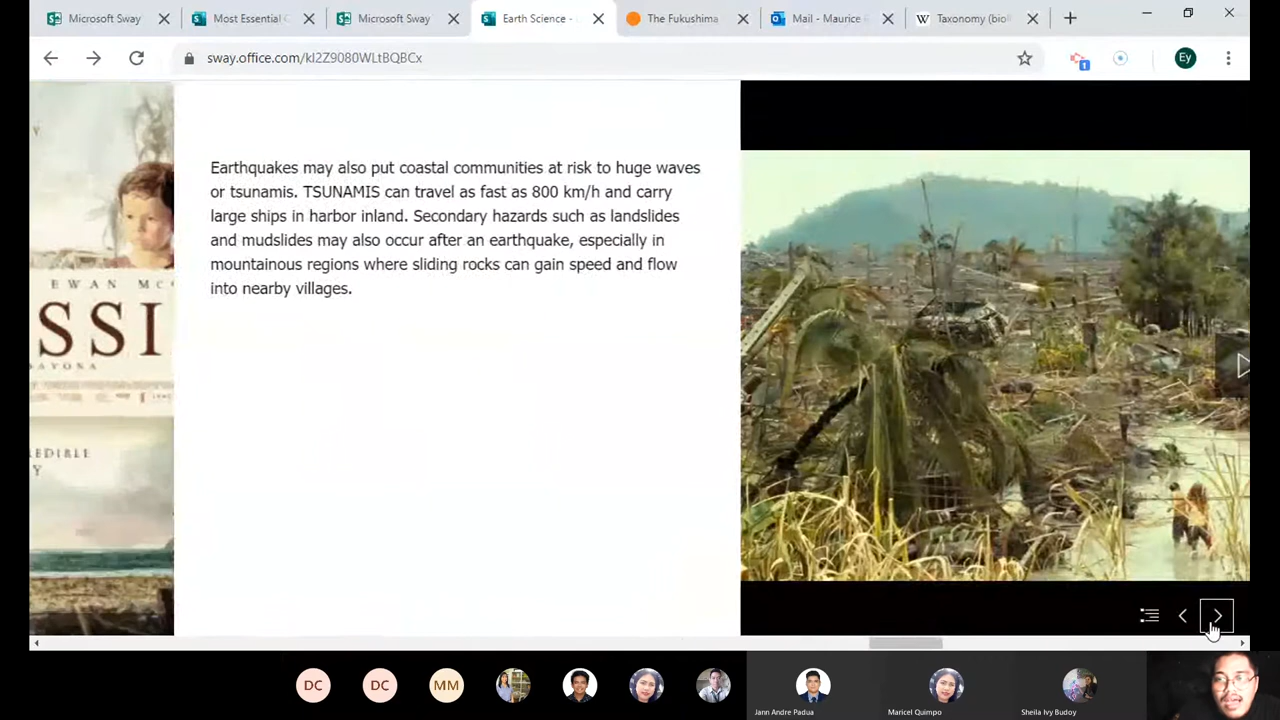 Microsoft Sway
Most Essential
Microsoft Sway
Earth Science -
The Fukushima
Mail - Maurice
Taxonomy (biol
sway.office.com/kI2Z9080WLtBQBCx
1
Ey
Earthquakes may also put coastal communities at risk to huge waves
or tsunamis. TSUNAMIS can travel as fast as 800 km/h and carry
large ships in harbor inland. Secondary hazards such as landslides
and mudslides may also occur after an earthquake, especially in
mountainous regions where sliding rocks can gain speed and flow
into nearby villages.
EWAN MC
SSI
BAYONA
EDIBLE
Y
DC
DC
MM
Jann Andre Padua
Maricel Quimpo
Sheila Ivy Budoy